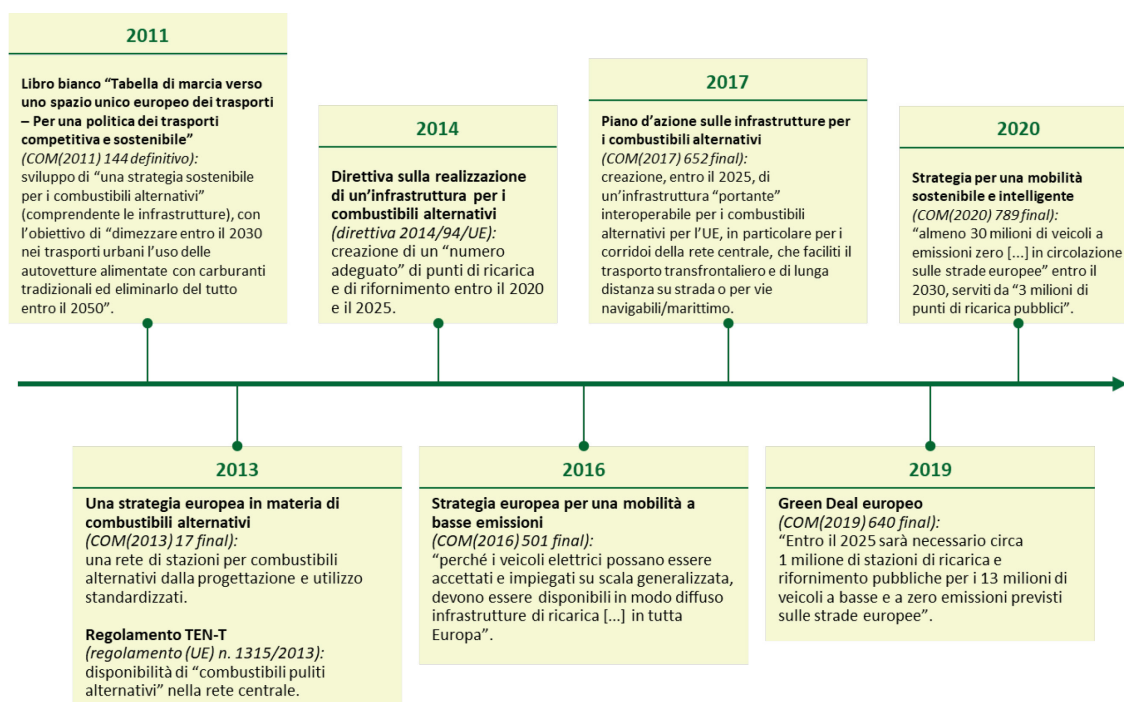 2011
Libro bianco “Tabella di marcia verso
uno spazio unico europeo dei trasporti
– Per una politica dei trasporti
competitiva e sostenibile”
(COM(2011) 144 definitivo):
sviluppo di “una strategia sostenibile
per i combustibili alternativi”
(comprendente le infrastrutture), con
l’obiettivo di “dimezzare entro il 2030
nei trasporti urbani l’uso delle
autovetture alimentate con carburanti
tradizionali ed eliminarlo del tutto
entro il 2050”.
2014
Direttiva sulla realizzazione
di un’infrastruttura per i
combustibili alternativi
(direttiva 2014/94/UE):
creazione di un “numero
adeguato” di punti di ricarica
e di rifornimento entro il 2020
e il 2025.
2017
Piano d’azione sulle infrastrutture per
i combustibili alternativi
(COM(2017) 652 final):
creazione, entro il 2025, di
un’infrastruttura “portante”
interoperabile per i combustibili
alternativi per l’UE, in particolare per i
corridoi della rete centrale, che faciliti il
trasporto transfrontaliero e di lunga
distanza su strada o per vie
navigabili/marittimo.
2020
Strategia per una mobilità
sostenibile e intelligente
(COM(2020) 789 final):
“almeno 30 milioni di veicoli a
emissioni zero [...] in circolazione
sulle strade europee” entro il
2030, serviti da “3 milioni di
punti di ricarica pubblici”.
2013
Una strategia europea in materia di
combustibili alternativi
(COM(2013) 17 final):
una rete di stazioni per combustibili
alternativi dalla progettazione e utilizzo
standardizzati.
Regolamento TEN-T
(regolamento (UE) n. 1315/2013):
disponibilità di “combustibili puliti
alternativi” nella rete centrale.
2016
Strategia europea per una mobilità a
basse emissioni
(COM(2016) 501 final):
“perché i veicoli elettrici possano essere
accettati e impiegati su scala generalizzata,
devono essere disponibili in modo diffuso
infrastrutture di ricarica [...] in tutta
Europa”.
2019
Green Deal europeo
(COM(2019) 640 final):
“Entro il 2025 sarà necessario circa
1 milione di stazioni di ricarica e
rifornimento pubbliche per i 13 milioni di
veicoli a basse e a zero emissioni previsti
sulle strade europee”.